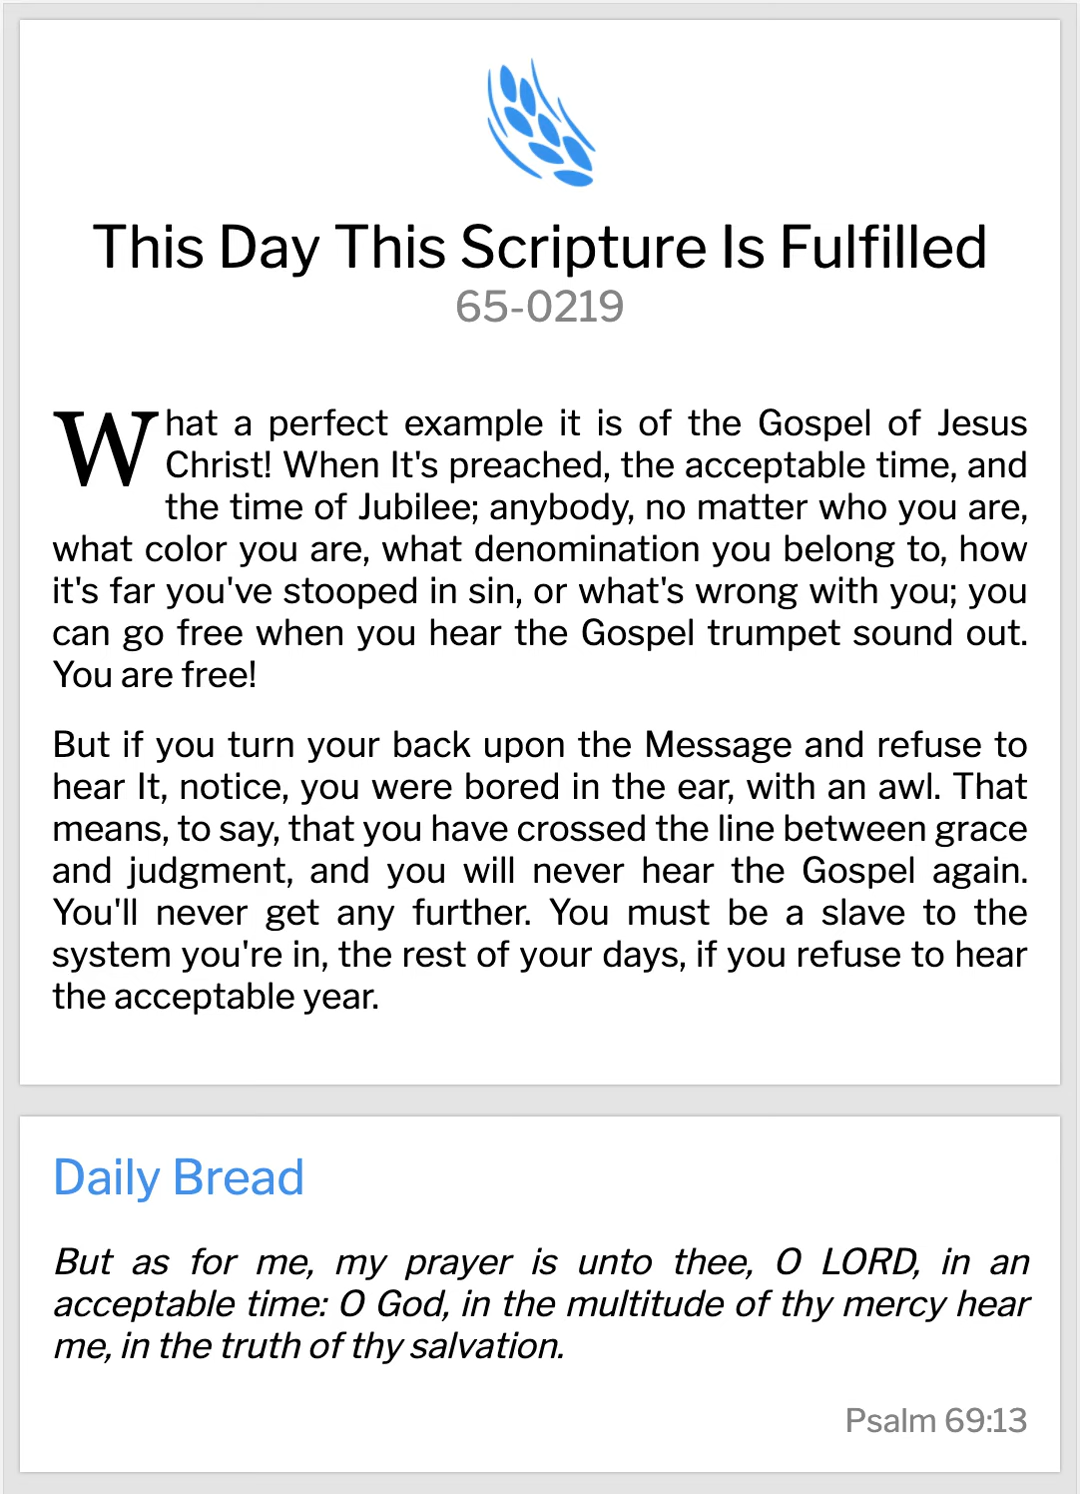 This Day This Scripture Is Fulfilled
65-0219
What a perfect example it is of the Gospel of Jesus
Christ! When It's preached, the acceptable time, and
the time of Jubilee; anybody, no matter who you are,
what color you are, what denomination you belong to, how
it's far you've stooped in sin, or what's wrong with you; you
can go free when you hear the Gospel trumpet sound out.
You are free!
But if you turn your back upon the Message and refuse to
hear It, notice, you were bored in the ear, with an awl. That
means, to say, that you have crossed the line between grace
and judgment, and you will never hear the Gospel again.
You'll never get any further. You must be a slave to the
system you're in, the rest of your days, if you refuse to hear
the acceptable year.
Daily Bread
But as for me, my prayer is unto thee, O LORD, in an
acceptable time: O God, in the multitude of thy mercy hear
me, in the truth of thy salvation.
Psalm 69:13